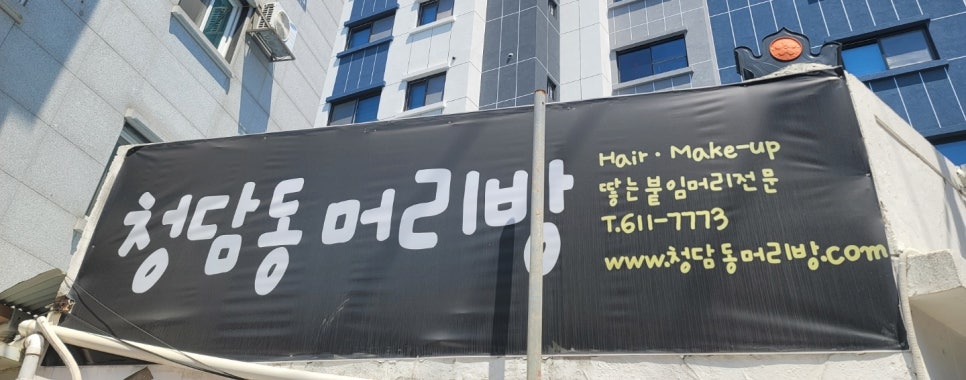 청담동 머리방
Hair · Make-up
땋는붙임머리전문
T.611-7773
www.청담동머리방.com